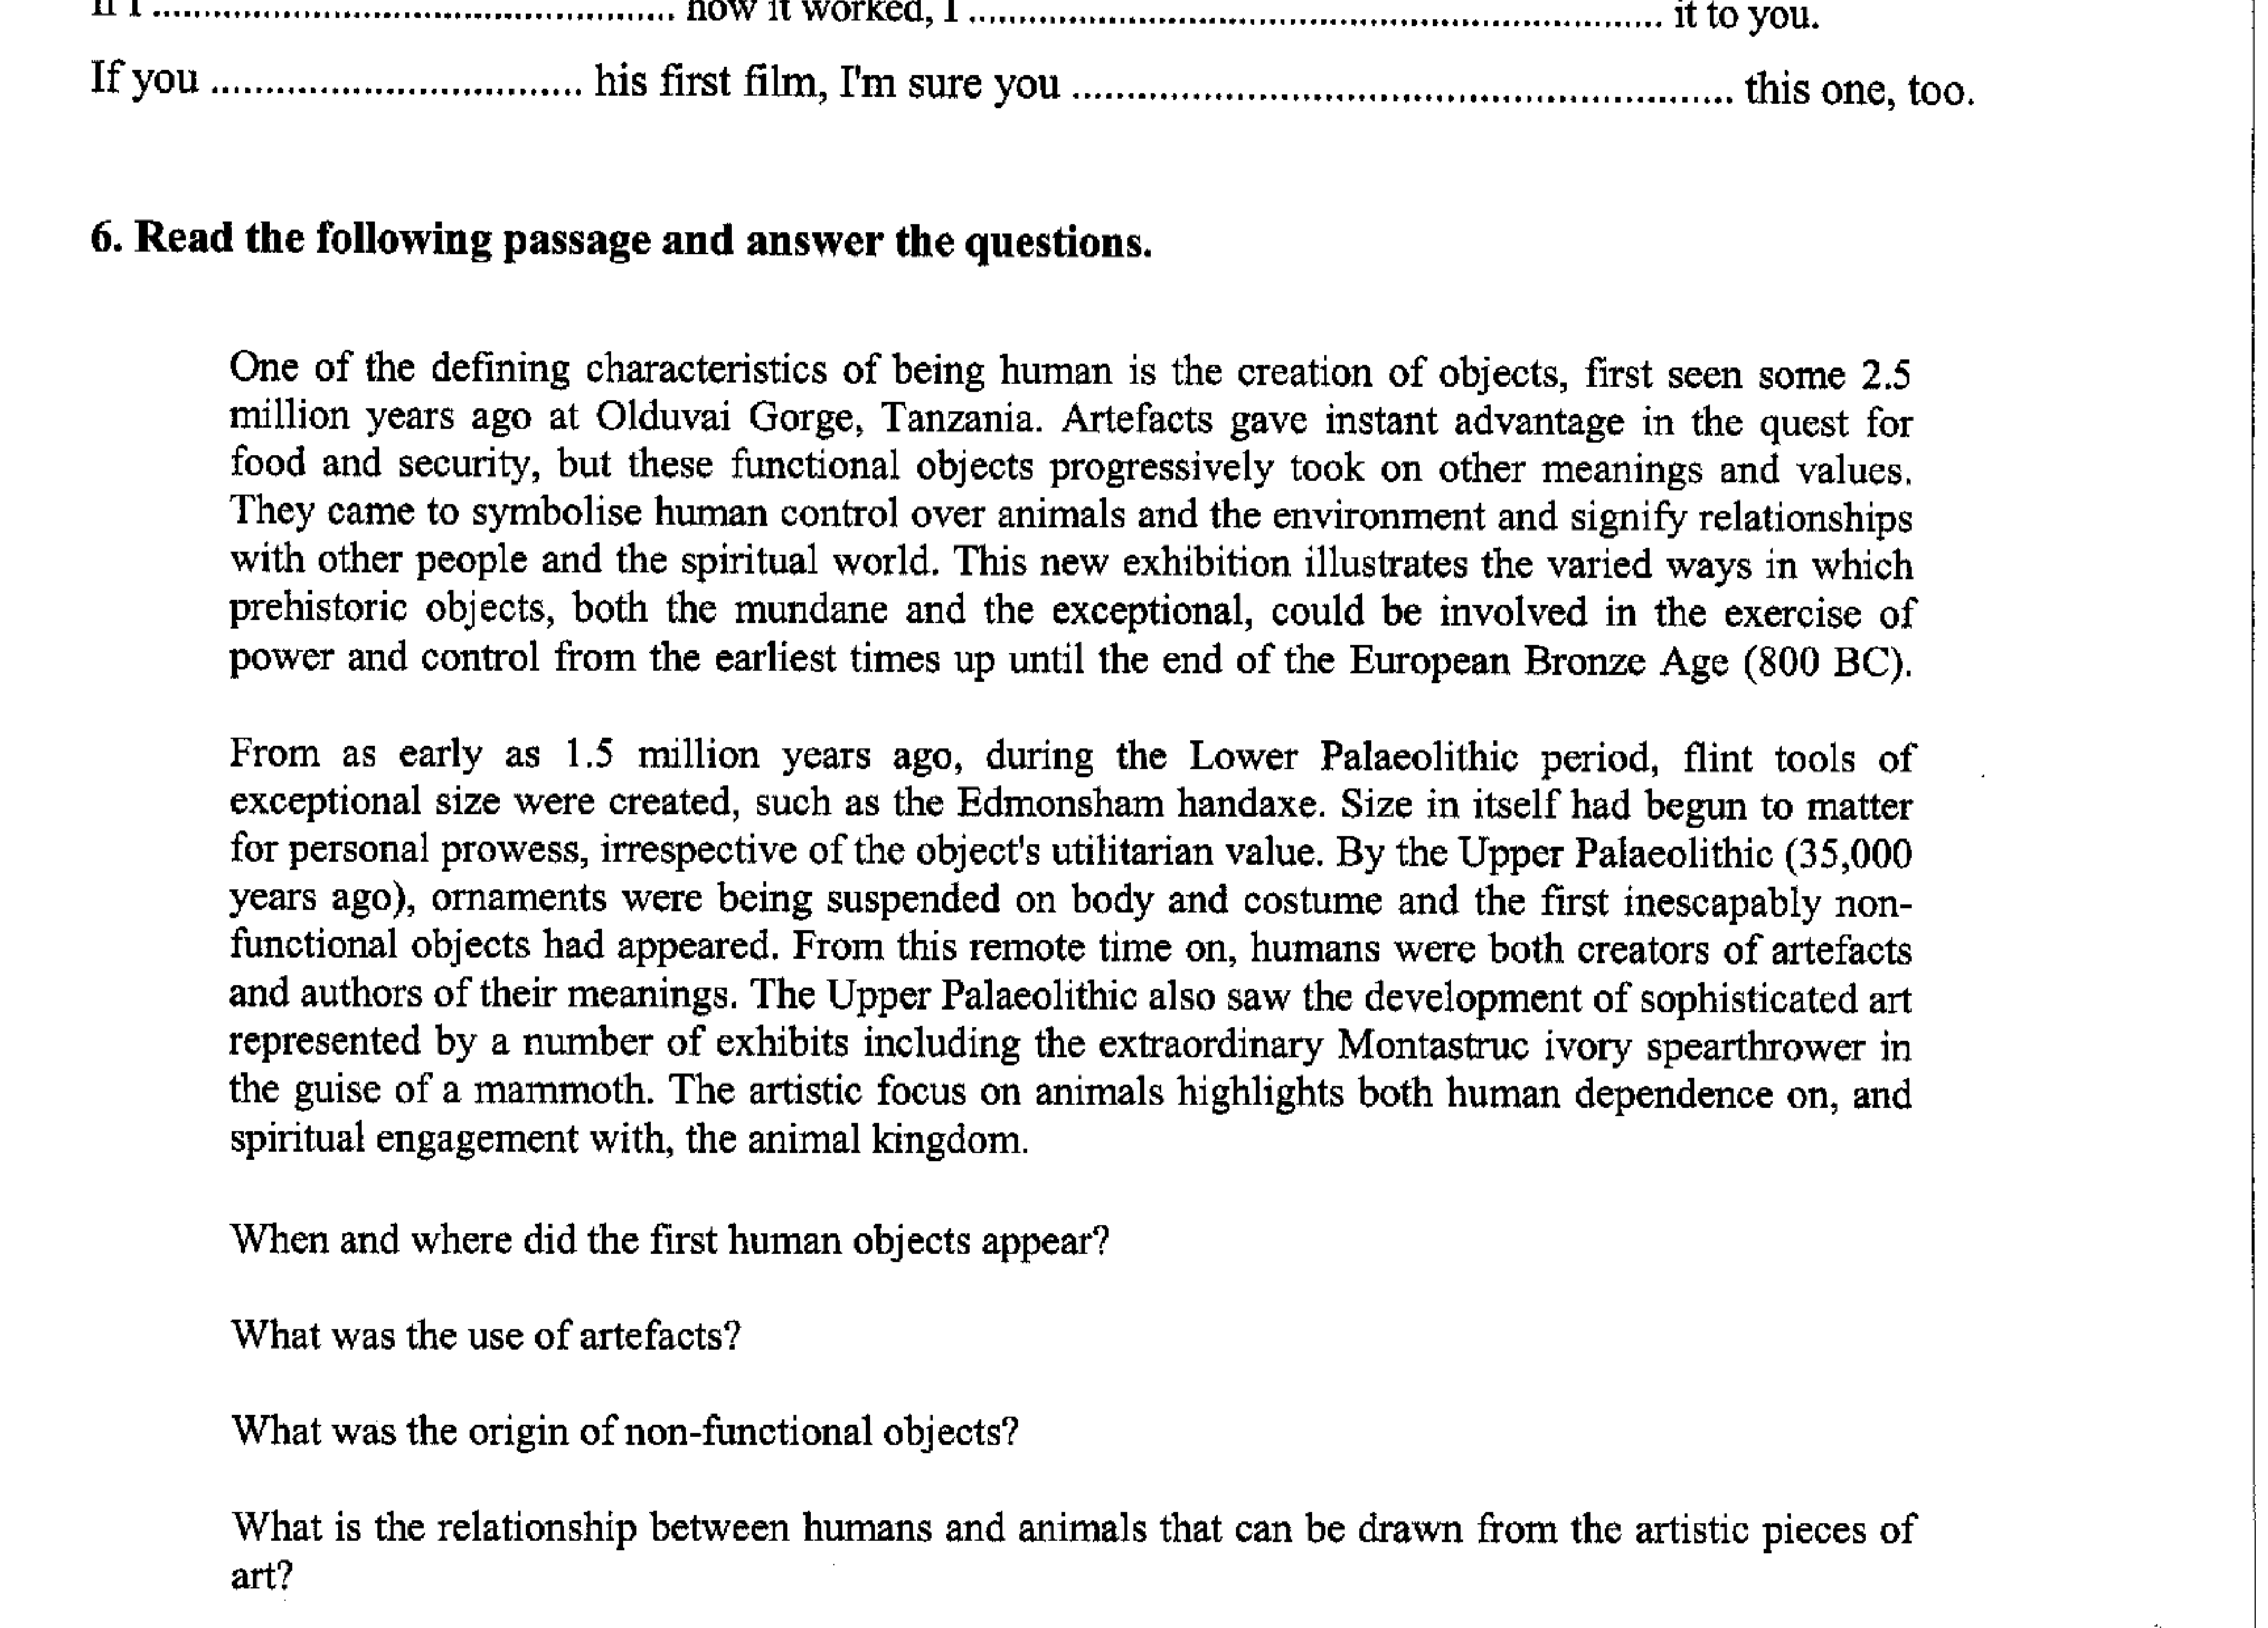 If I .................................................... how it worked, I ..................................................................... it to you.
If you .................................. his first film, I'm sure you ............................................................. this one, too.
6. Read the following passage and answer the questions.
One of the defining characteristics of being human is the creation of objects, first seen some 2.5
million years ago at Olduvai Gorge, Tanzania. Artefacts gave instant advantage in the quest for
food and security, but these functional objects progressively took on other meanings and values.
They came to symbolise human control over animals and the environment and signify relationships
with other people and the spiritual world. This new exhibition illustrates the varied ways in which
prehistoric objects, both the mundane and the exceptional, could be involved in the exercise of
power and control from the earliest times up until the end of the European Bronze Age (800 BC).
From as early as 1.5 million years ago, during the Lower Palaeolithic period, flint tools of
exceptional size were created, such as the Edmonsham handaxe. Size in itself had begun to matter
for personal prowess, irrespective of the object's utilitarian value. By the Upper Palaeolithic (35,000
years ago), ornaments were being suspended on body and costume and the first inescapably non-
functional objects had appeared. From this remote time on, humans were both creators of artefacts
and authors of their meanings. The Upper Palaeolithic also saw the development of sophisticated art
represented by a number of exhibits including the extraordinary Montastruc ivory spearthrower in
the guise of a mammoth. The artistic focus on animals highlights both human dependence on, and
spiritual engagement with, the animal kingdom.
When and where did the first human objects appear?
What was the use of artefacts?
What was the origin of non-functional objects?
What is the relationship between humans and animals that can be drawn from the artistic pieces of
art?